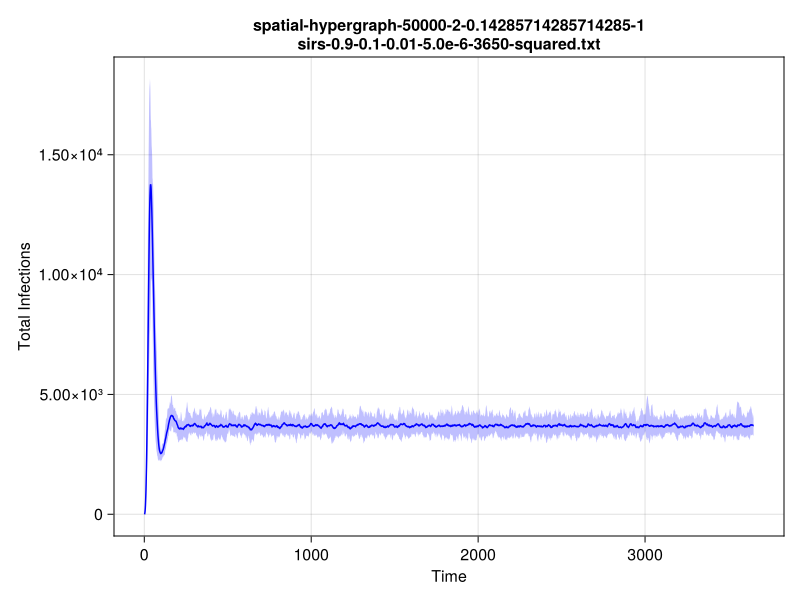 spatial-hypergraph-50000-2-0.14285714285714285-1
sirs-0.9-0.1-0.01-5.0e-6-3650-squared.txt
1.50×10⁴
1.00×10⁴
5.00×10³
0
Total Infections
0 1000 2000 3000
Time